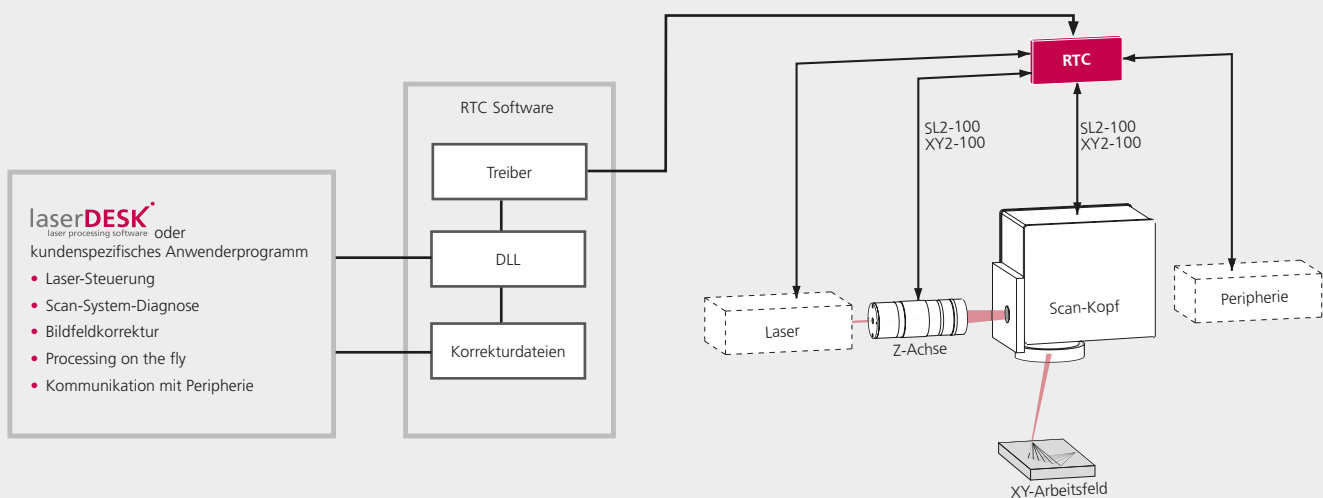 laserDESK
laser processing software oder
kundenspezifisches Anwenderprogramm
• Laser-Steuerung
• Scan-System-Diagnose
• Bildfeldkorrektur
• Processing on the fly
• Kommunikation mit Peripherie
RTC Software
Treiber
DLL
Korrekturdateien
RTC
SL2-100
XY2-100
SL2-100
XY2-100
Laser
Z-Achse
Scan-Kopf
Peripherie
XY-Arbeitsfeld